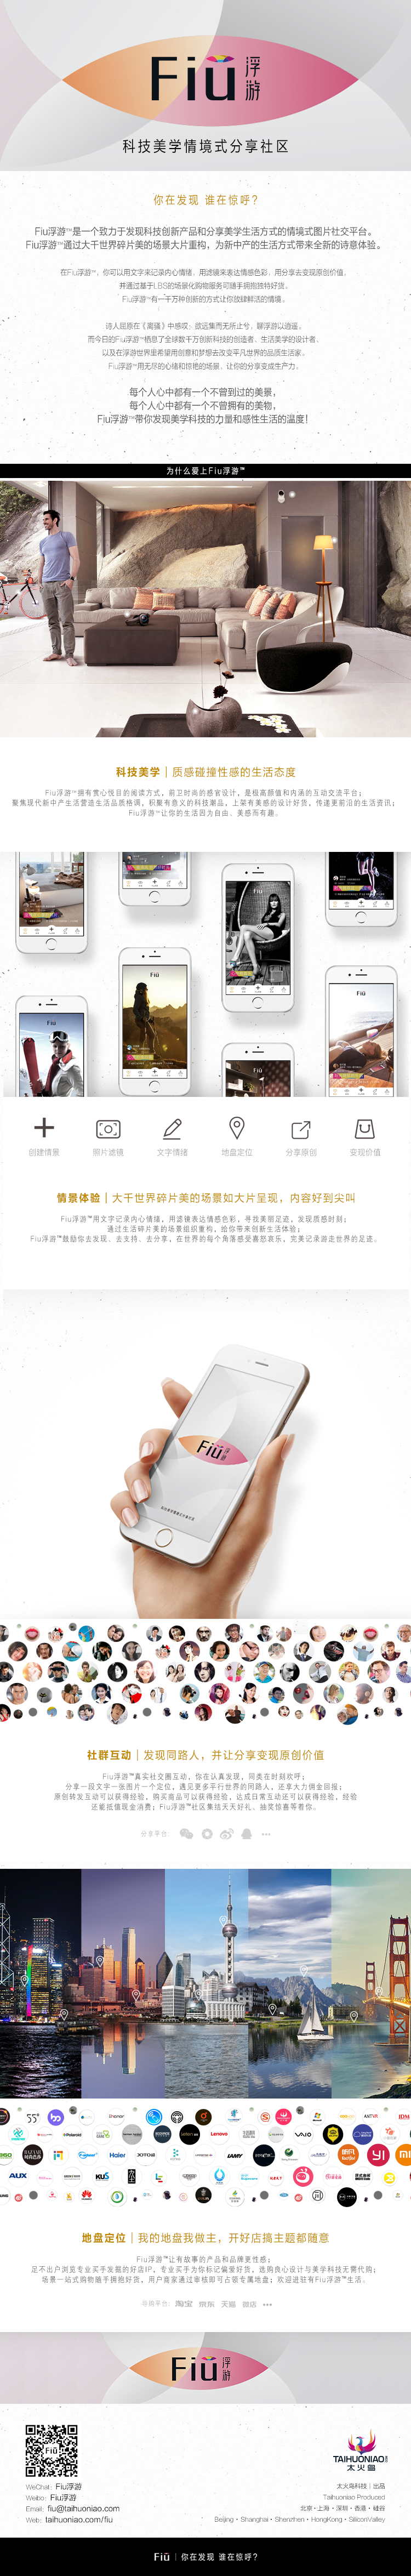 Fiu 浮游
科技美学情境式分享社区
你在发现 谁在惊呼?
Fiu浮游™是一个致力于发现科技创新产品和分享美学生活方式的情境式图片社交平台。
Fiu浮游™通过大千世界碎片美的场景大片重构，为新中产的生活方式带来全新的诗意体验。
在Fiu浮游™，你可以用文字来记录内心情绪，用滤镜来表达情感色彩，用分享去变现原创价值，
并通过基于LBS的场景化购物服务可随手拥抱独特好货。
Fiu浮游™有一千万种创新的方式让你放肆鲜活的情境。
诗人屈原在《离骚》中感叹：欲远集而无所止兮，聊浮游以逍遥。
而今日的Fiu浮游™栖息了全球数千万创新科技的创造者、生活美学的设计者，
以及在浮游世界里希望用创意和梦想去改变平凡世界的品质生活家。
Fiu浮游™用无尽的心绪和惊艳的场景，让你的分享变成生产力。
每个人心中都有一个不曾到过的美景，
每个人心中都有一个不曾拥有的美物，
Fiu浮游™带你发现美学科技的力量和感性生活的温度！
为什么爱上Fiu浮游™
科技美学｜质感碰撞性感的生活态度
Fiu浮游™拥有赏心悦目的阅读方式，前卫时尚的感官设计，是极高颜值和内涵的互动交流平台；
聚焦现代新中产生活营造生活品质格调，积聚有意义的科技潮品，上架有美感的设计好货，传递更前沿的生活资讯；
Fiu浮游™让你的生活因为自由、美感而有趣。
Fiu
Fiu
Fiu
Fiu
创建情景 照片滤镜 文字情绪 地盘定位 分享原创 变现价值
情景体验｜大千世界碎片美的场景如大片呈现，内容好到尖叫
Fiu浮游™用文字记录内心情绪，用滤镜表达情感色彩，寻找美丽足迹，发现质感时刻；
通过生活碎片美的场景组织重构，给你带来创新生活体验；
Fiu浮游™鼓励你去发现、去支持、去分享，在世界的每个角落感受喜怒哀乐，完美记录游走世界的足迹。
Fiu 浮游
科技美学情境式分享社区
社群互动｜发现同路人，并让分享变现原创价值
Fiu浮游™真实社交圈互动，你在认真发现，同类在时刻欢呼；
分享一段文字一张图片一个定位，遇见更多平行世界的同路人，还拿大力佣金回报；
原创转发互动可以获得经验，购买商品可以获得经验，达成日常互动还可以获得经验，经验
还能抵值现金消费；Fiu浮游™社区集结天天好礼、抽奖惊喜等着你。
分享平台：
honor
ANTVR
IDM
Polaroid
Lenovo
VAIO
360
Haier
LAMY
yi
AUX
KUS
HUAWEI
地盘定位｜我的地盘我做主，开好店搞主题都随意
Fiu浮游™让有故事的产品和品牌更性感；
足不出户浏览专业买手发掘的好店IP，专业买手为你标记偏爱好货，选购良心设计与美学科技无需代购；
场景一站式购物随手拥抱好货，用户商家通过审核即可占领专属地盘；欢迎进驻有Fiu浮游™生活。
淘宝 京东 天猫 微店
Fiu 浮游
Fiu
TAIHUONIAO
太火鸟
WeChat：Fiu浮游
Weibo：Fiu浮游
Email：fiu@taihuoniao.com
Web：taihuoniao.com/fiu
太火鸟科技｜出品
Taihuoniao Produced
北京·上海·深圳·香港·硅谷
Beijing·Shanghai·Shenzhen·HongKong·SiliconValley
Fiu｜你在发现 谁在惊呼?